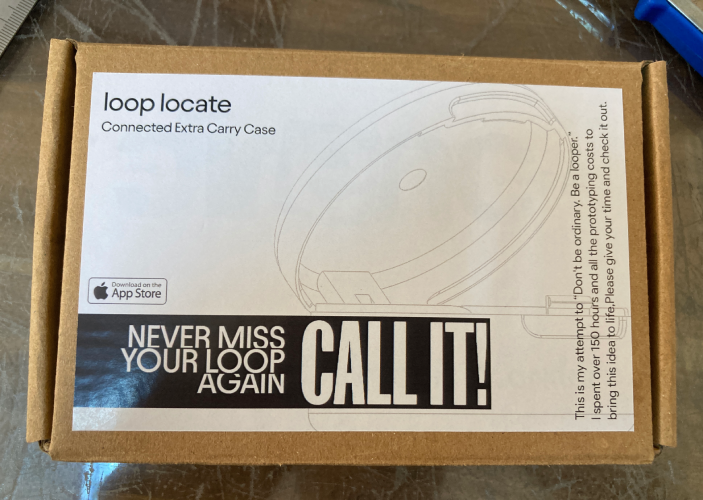 loop locate
Connected Extra Carry Case
Download on the
App Store
NEVER MISS
YOUR LOOP
AGAIN
CALL IT!
This is my attempt to "Don't be ordinary. Be a looper."
I spent over 150 hours and all the prototyping costs to
bring this idea to life,Please give your time and check it out.